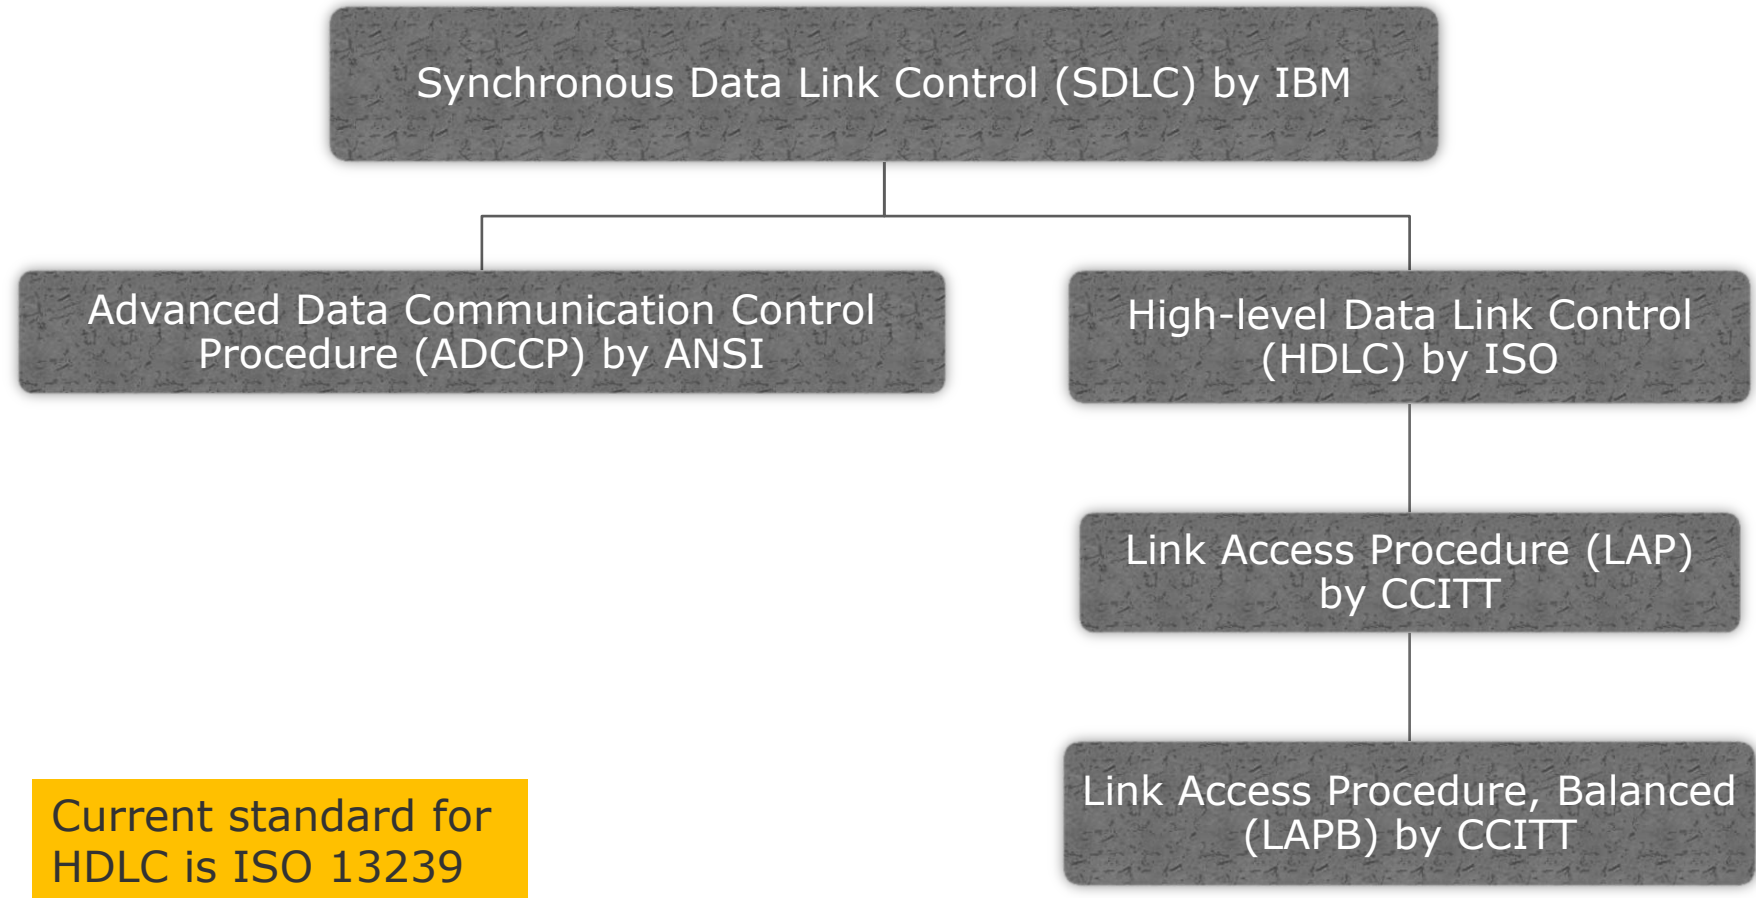 Synchronous Data Link Control (SDLC) by IBM
Advanced Data Communication Control
Procedure (ADCCP) by ANSI
High-level Data Link Control
(HDLC) by ISO
Link Access Procedure (LAP)
by CCITT
Link Access Procedure, Balanced
(LAPB) by CCITT
Current standard for
HDLC is ISO 13239